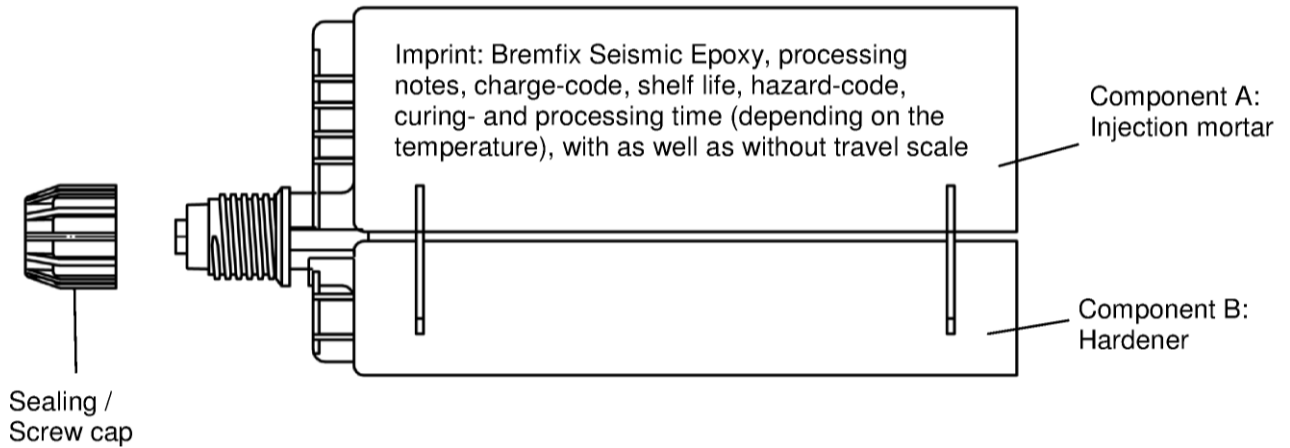 Imprint: Bremfix Seismic Epoxy, processing
notes, charge-code, shelf life, hazard-code,
curing- and processing time (depending on the
temperature), with as well as without travel scale
Component A:
Injection mortar
Component B:
Hardener
Sealing /
Screw cap